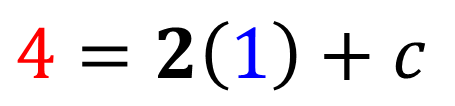 4 = 2(1) + c